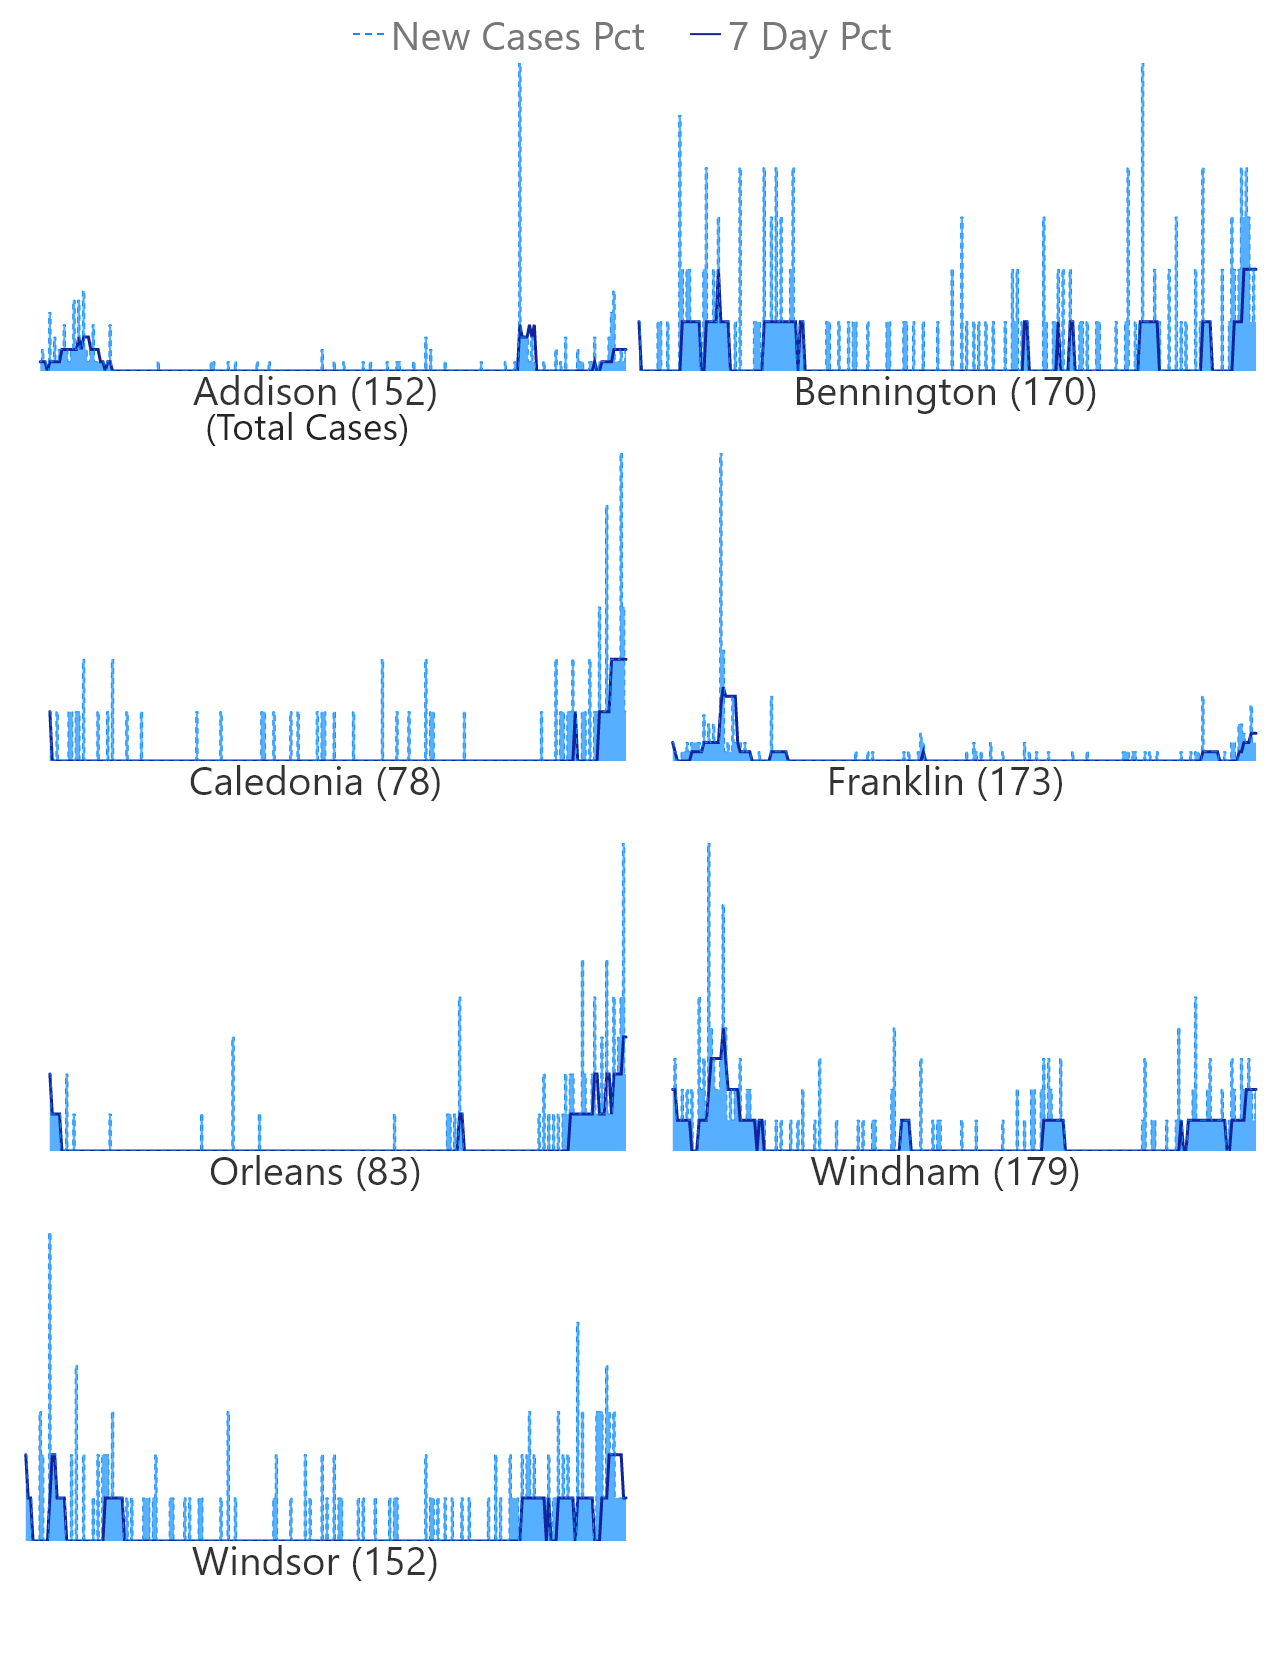 New Cases Pct 7 Day Pct
Addison (152)
(Total Cases)
Bennington (170)
Caledonia (78)
Franklin (173)
Orleans (83)
Windham (179)
Windsor (152)